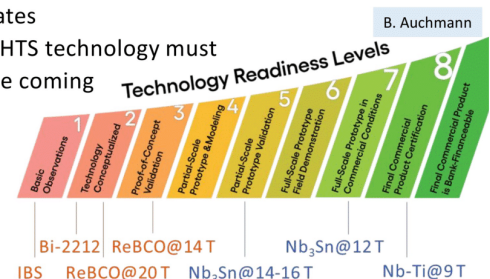 ates
HTS technology must
e coming
B. Auchmann
Technology Readiness Levels
1
2
3
4
5
6
7
8
Basic
Observations
Technology
Conceptualized
Proof-of-Concept
Validation
Partial-Scale
Prototype &Modeling
Partial-Scale
Prototype Validation
Full-Scale Prototype
Field Demonstration
Full-Scale Prototype in
Commercial Conditions
Final Commercial
Product Certification
Final Commercial Product
is Bank-Financeable
Bi-2212 ReBCO@14 T Nb₃Sn@12 T
IBS ReBCO@20 T Nb₃Sn@14-16 T Nb-Ti@9 T